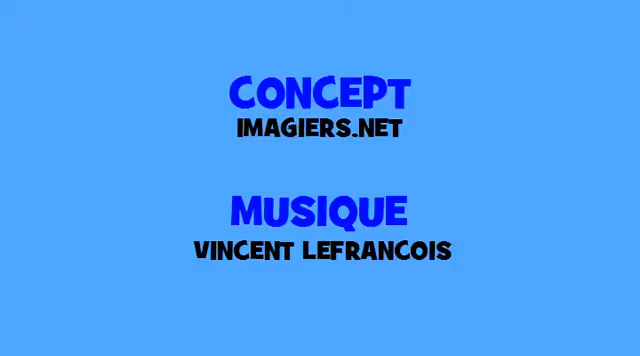 CONCEPT
IMAGIERS.NET
MUSIQUE
VINCENT LEFRANCOIS